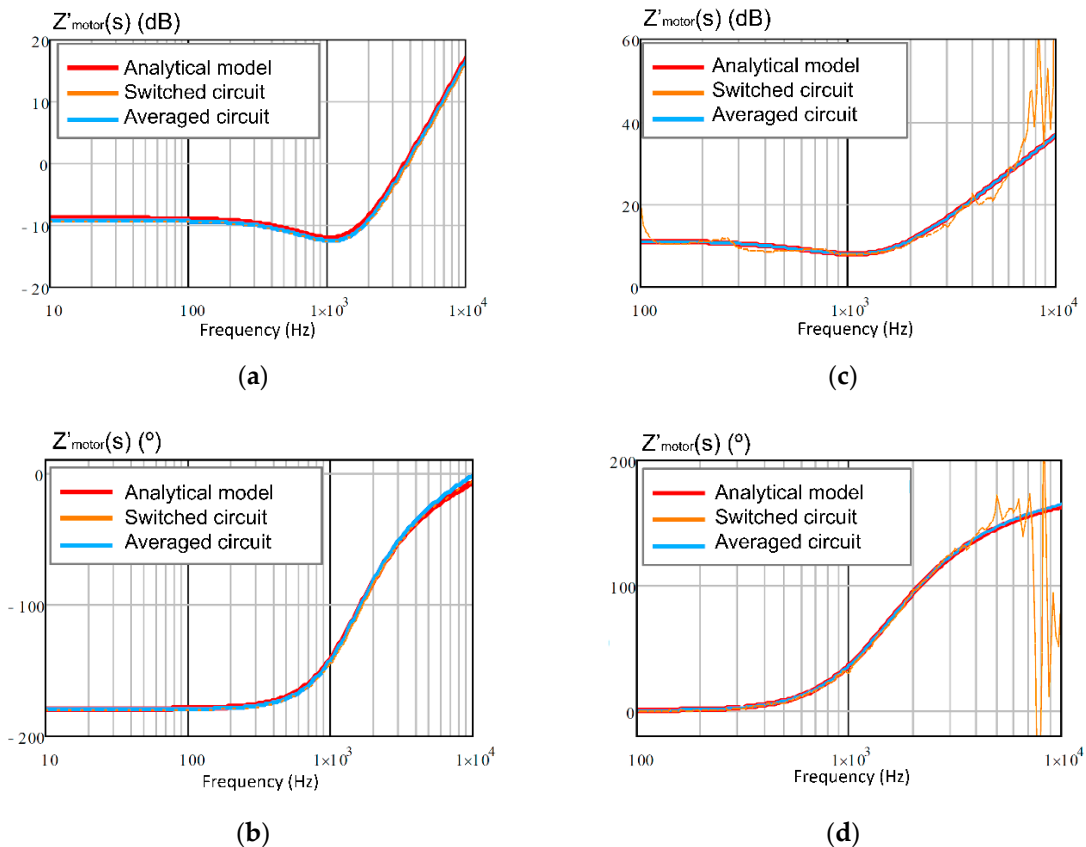 Z'motor(s) (dB)
20
10
0
- 10
- 20
Analytical model
Switched circuit
Averaged circuit
10
100
1×10³
1×10⁴
Frequency (Hz)
(a)
Z'motor(s) (dB)
60
40
20
0
Analytical model
Switched circuit
Averaged circuit
100
1×10³
1×10⁴
Frequency (Hz)
(c)
Z'motor(s) (º)
0
- 100
- 200
Analytical model
Switched circuit
Averaged circuit
10
100
1×10³
1×10⁴
Frequency (Hz)
(b)
Z'motor(s) (º)
200
100
0
Analytical model
Switched circuit
Averaged circuit
100
1×10³
1×10⁴
Frequency (Hz)
(d)